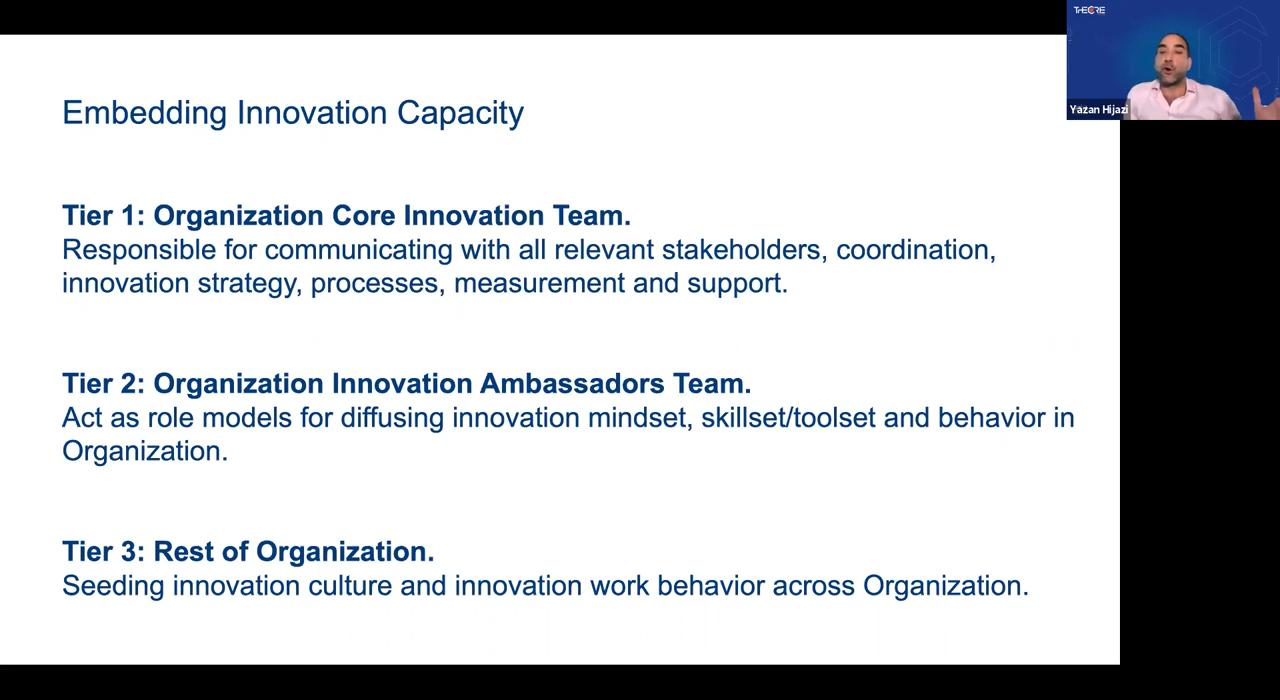 THECORE
Yazan Hijazi
Embedding Innovation Capacity
Tier 1: Organization Core Innovation Team.
Responsible for communicating with all relevant stakeholders, coordination,
innovation strategy, processes, measurement and support.
Tier 2: Organization Innovation Ambassadors Team.
Act as role models for diffusing innovation mindset, skillset/toolset and behavior in
Organization.
Tier 3: Rest of Organization.
Seeding innovation culture and innovation work behavior across Organization.